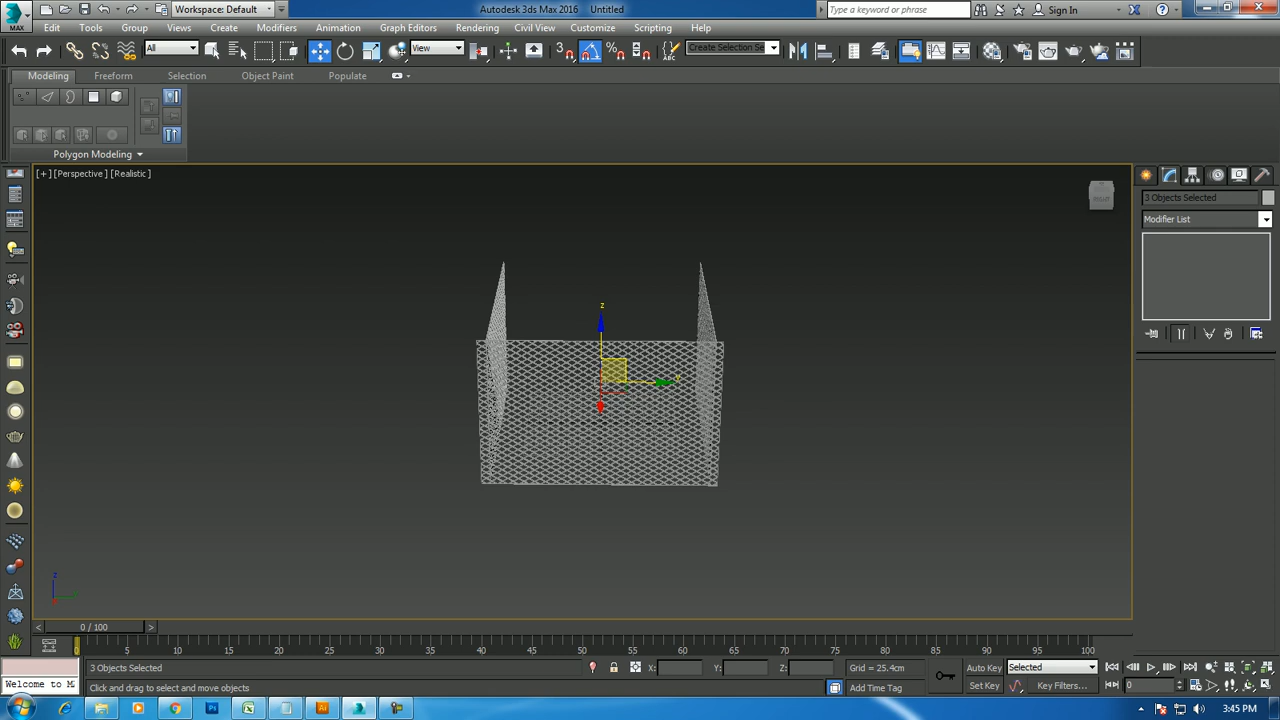 Workspace: Default
Autodesk 3ds Max 2016 Untitled
Type a keyword or phrase
Sign In
MAX
Edit Tools Group Views Create Modifiers Animation Graph Editors Rendering Civil View Customize Scripting Help
All
View
3
Create Selection Se
Modeling Freeform Selection Object Paint Populate
Polygon Modeling
[+] [Perspective] [Realistic]
3 Objects Selected
Modifier List
z
z
0 / 100
0 5 10 15 20 25 30 35 40 45 50 55 60 65 70 75 80 85 90 95 100
3 Objects Selected
X: Y: Z:
Grid = 25.4cm
Auto Key
Selected
Welcome to M
Click and drag to select and move objects
Add Time Tag
Set Key
Key Filters...
0
3:45 PM